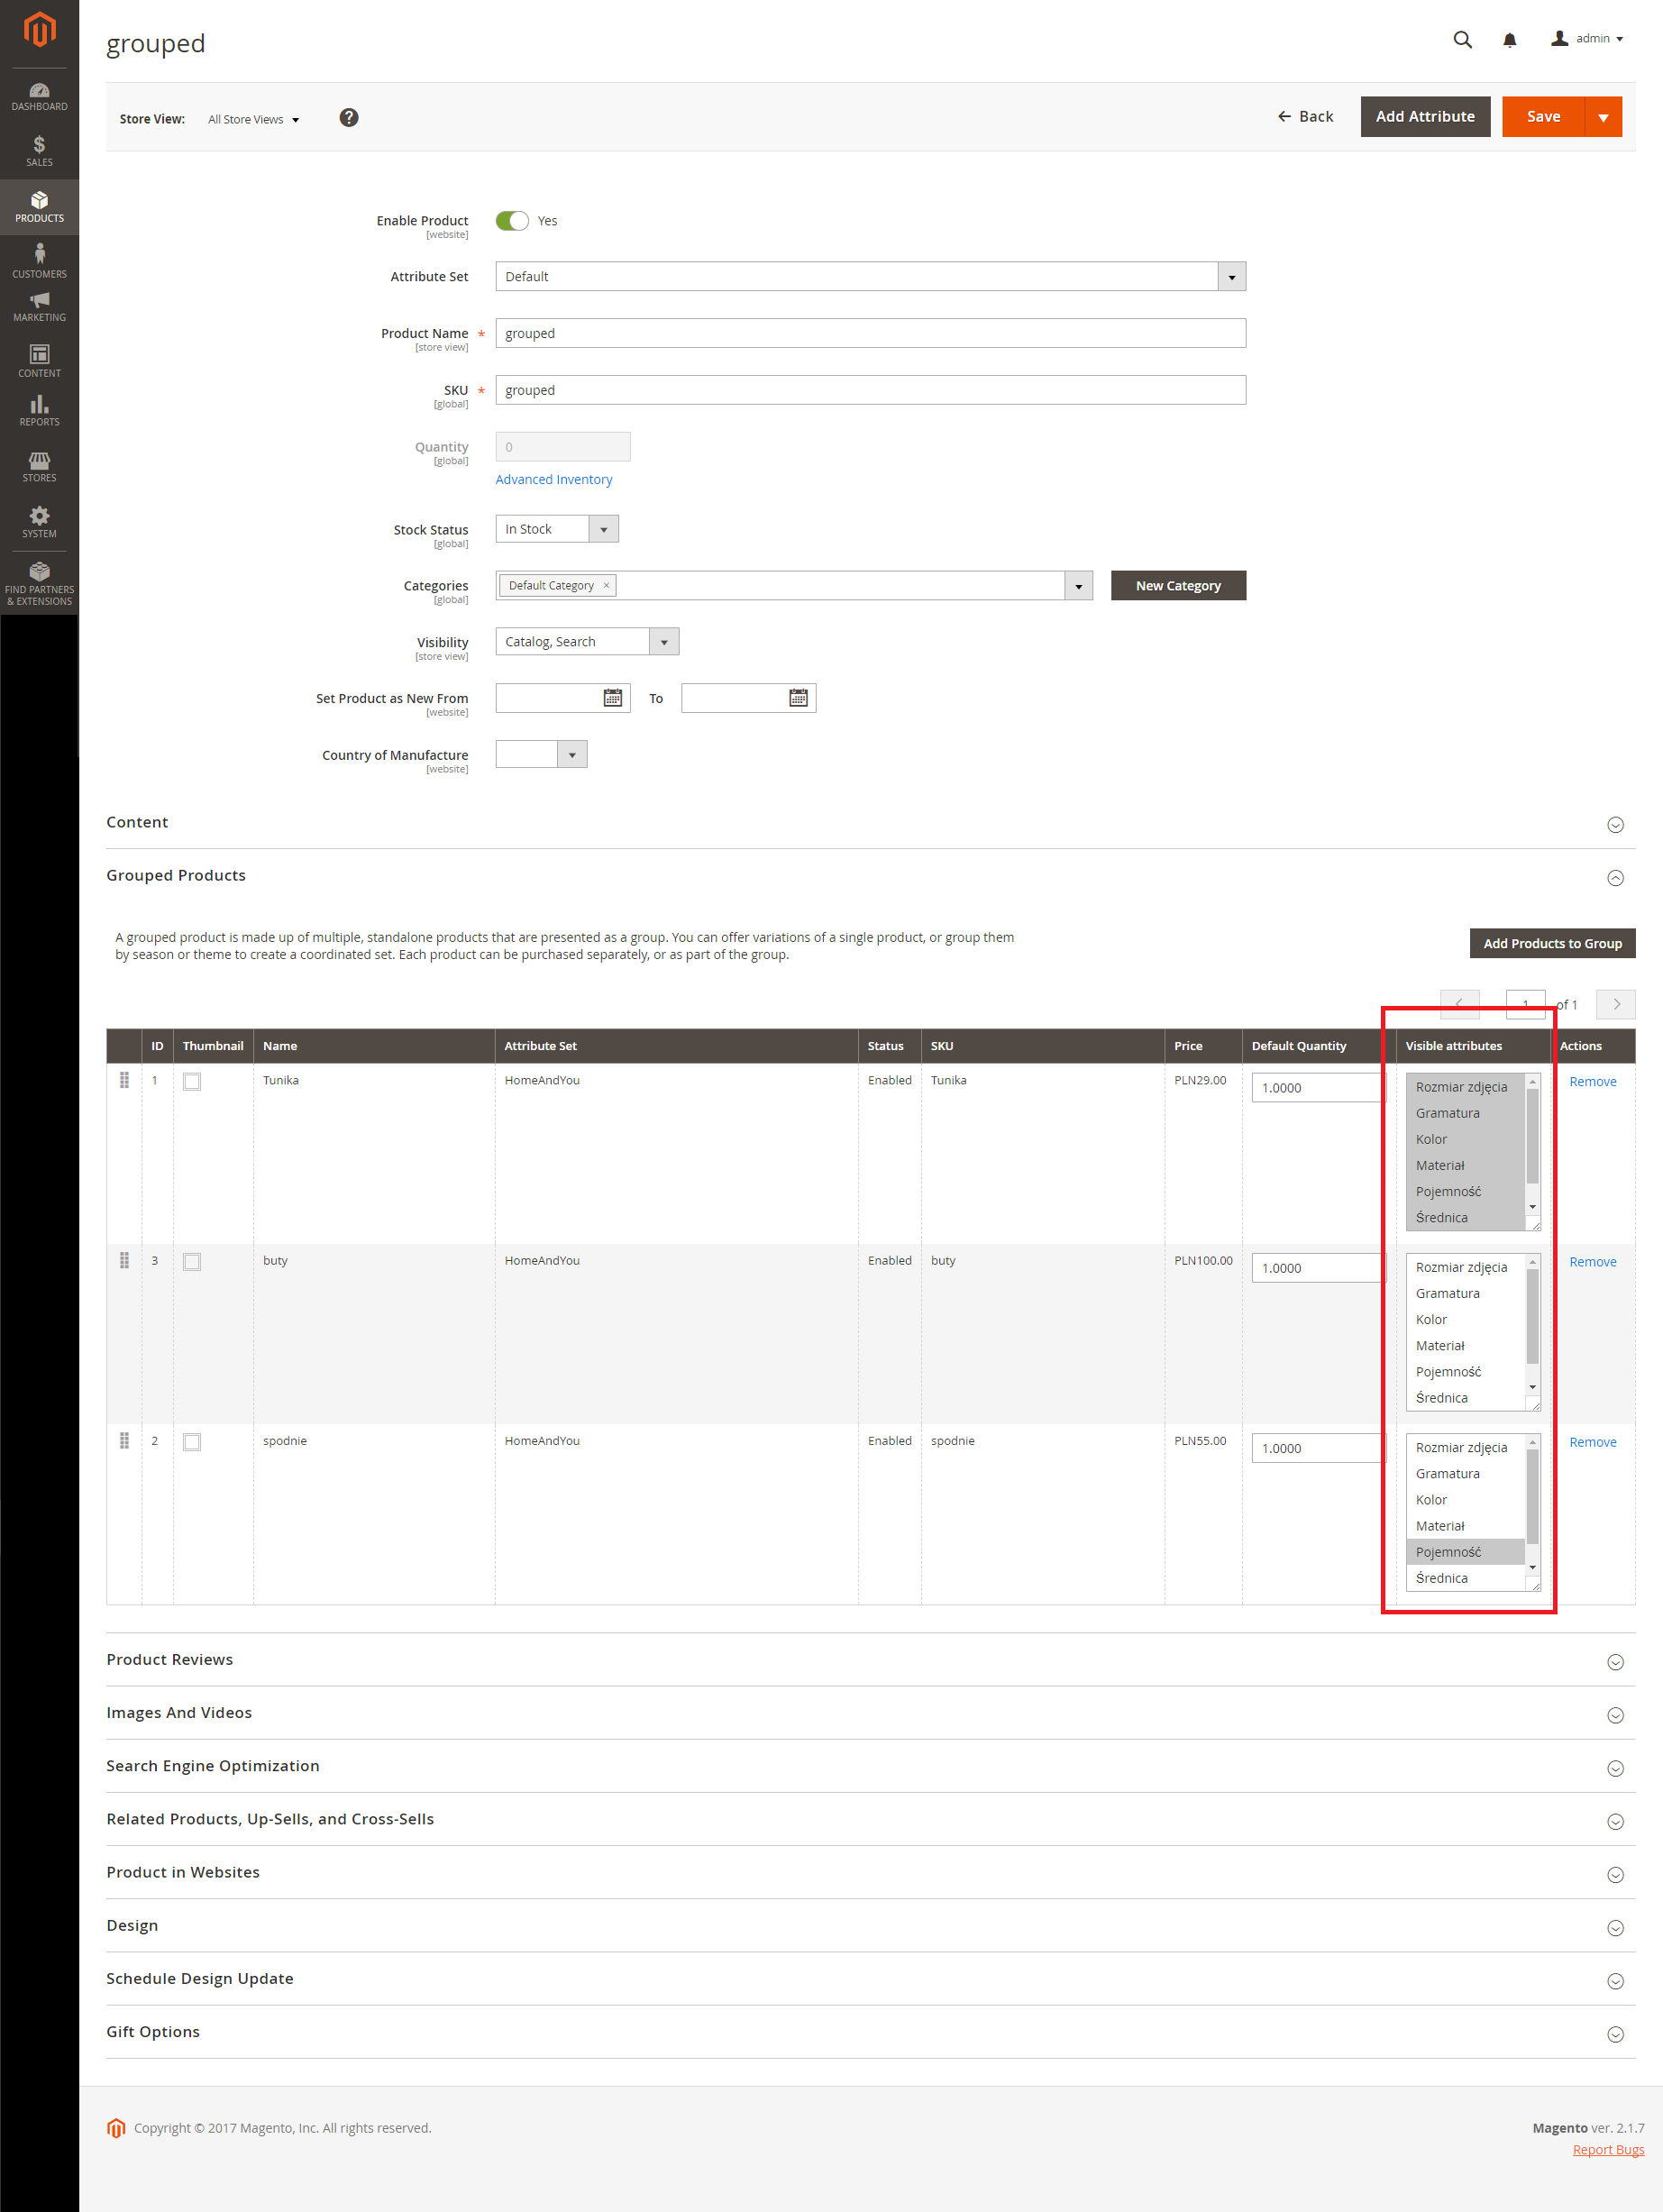 grouped
admin
DASHBOARD
SALES
PRODUCTS
CUSTOMERS
MARKETING
CONTENT
REPORTS
STORES
SYSTEM
FIND PARTNERS
& EXTENSIONS
Store View: All Store Views ?
Back
Add Attribute
Save
Enable Product Yes
[website]
Attribute Set Default
Product Name * grouped
[store view]
SKU * grouped
[global]
Quantity 0
[global]
Advanced Inventory
Stock Status In Stock
[global]
Categories Default Category × New Category
[global]
Visibility Catalog, Search
[store view]
Set Product as New From To
[website]
Country of Manufacture
[website]
Content
Grouped Products
A grouped product is made up of multiple, standalone products that are presented as a group. You can offer variations of a single product, or group them
by season or theme to create a coordinated set. Each product can be purchased separately, or as part of the group.
Add Products to Group
1 of 1
ID Thumbnail Name Attribute Set Status SKU Price Default Quantity Visible attributes Actions
1 Tunika HomeAndYou Enabled Tunika PLN29.00 1.0000 Remove
Rozmiar zdjęcia
Gramatura
Kolor
Materiał
Pojemność
Średnica
3 buty HomeAndYou Enabled buty PLN100.00 1.0000 Remove
Rozmiar zdjęcia
Gramatura
Kolor
Materiał
Pojemność
Średnica
2 spodnie HomeAndYou Enabled spodnie PLN55.00 1.0000 Remove
Rozmiar zdjęcia
Gramatura
Kolor
Materiał
Pojemność
Średnica
Product Reviews
Images And Videos
Search Engine Optimization
Related Products, Up-Sells, and Cross-Sells
Product in Websites
Design
Schedule Design Update
Gift Options
Copyright © 2017 Magento, Inc. All rights reserved.
Magento ver. 2.1.7
Report Bugs